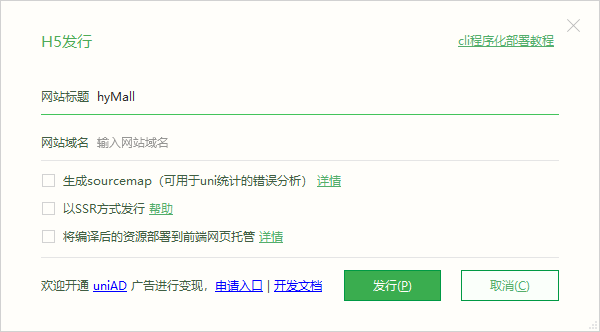 H5发行 cli程序化部署教程
网站标题 hyMall
网站域名 输入网站域名
生成sourcemap（可用于uni统计的错误分析） 详情
以SSR方式发行 帮助
将编译后的资源部署到前端网页托管 详情
欢迎开通 uniAD 广告进行变现，申请入口 | 开发文档 发行(P) 取消(C)